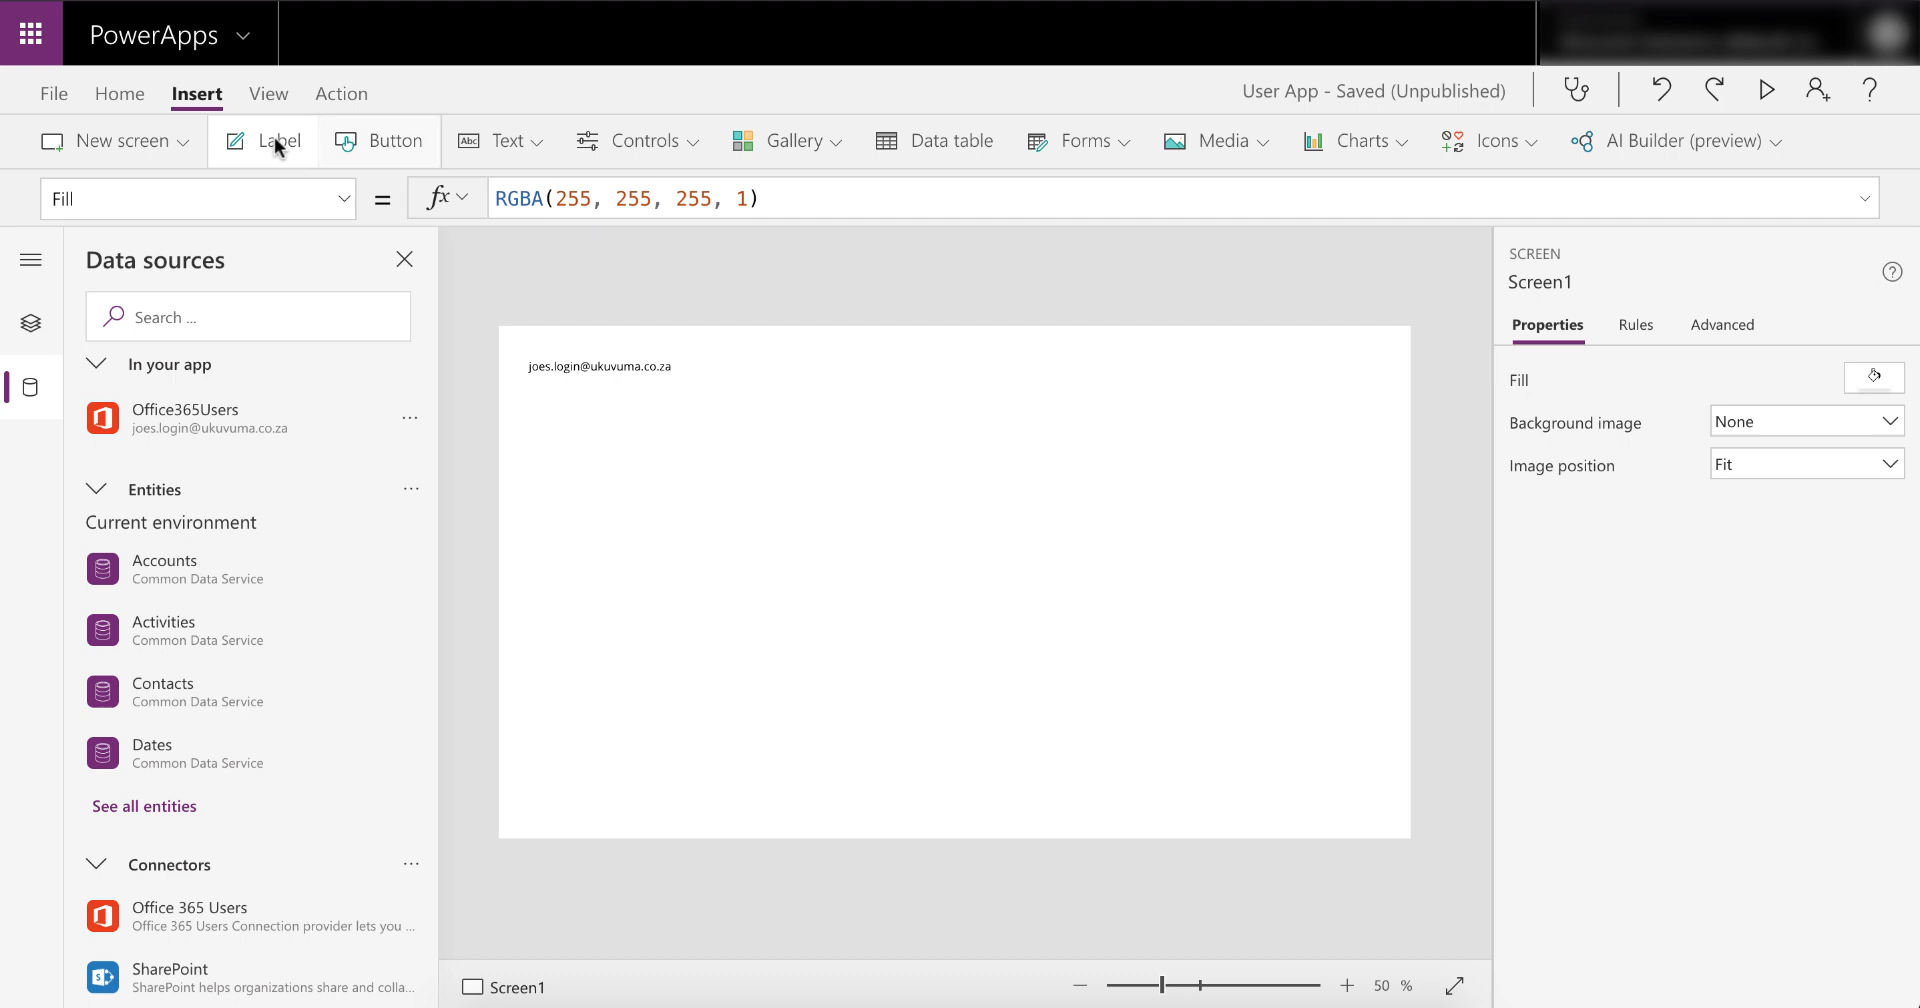 PowerApps
File Home Insert View Action
User App - Saved (Unpublished)
New screen Label Button Abc Text Controls Gallery Data table Forms Media Charts Icons AI Builder (preview)
Fill = fx RGBA(255, 255, 255, 1)
Data sources
Search ...
In your app
Office365Users
joes.login@ukuvuma.co.za
Entities ...
Current environment
Accounts
Common Data Service
Activities
Common Data Service
Contacts
Common Data Service
Dates
Common Data Service
See all entities
Connectors ...
Office 365 Users
Office 365 Users Connection provider lets you ...
SharePoint
SharePoint helps organizations share and colla...
joes.login@ukuvuma.co.za
Screen1
50 %
SCREEN
Screen1
Properties Rules Advanced
Fill
Background image None
Image position Fit